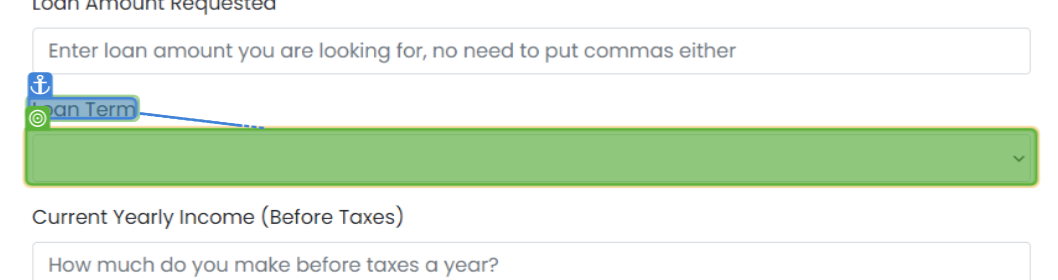 Loan Amount Requested
Enter loan amount you are looking for, no need to put commas either
Loan Term
Current Yearly Income (Before Taxes)
How much do you make before taxes a year?